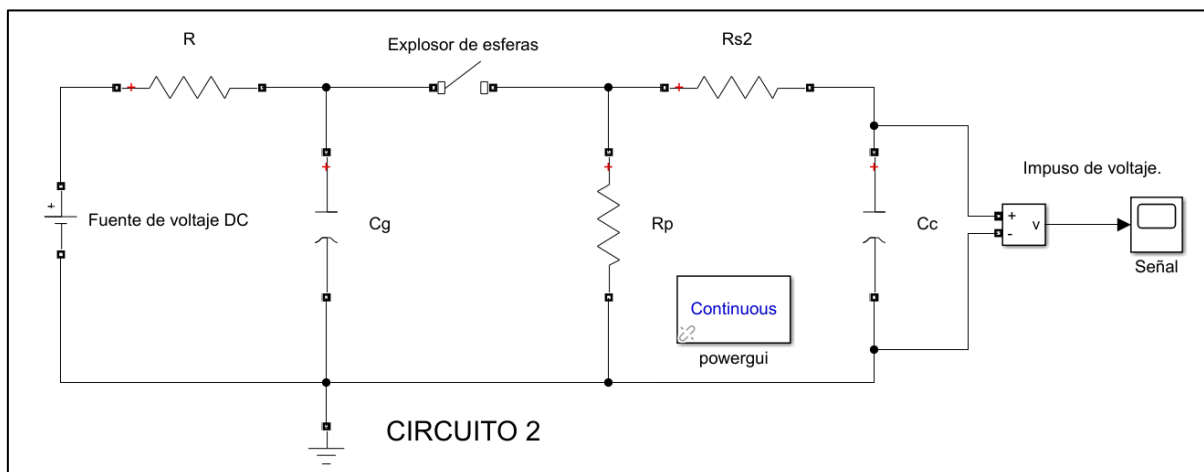 R
Explosor de esferas
Rs2
Impuso de voltaje.
Fuente de voltaje DC
Cg
Rp
Cc
v
Señal
Continuous
powergui
CIRCUITO 2